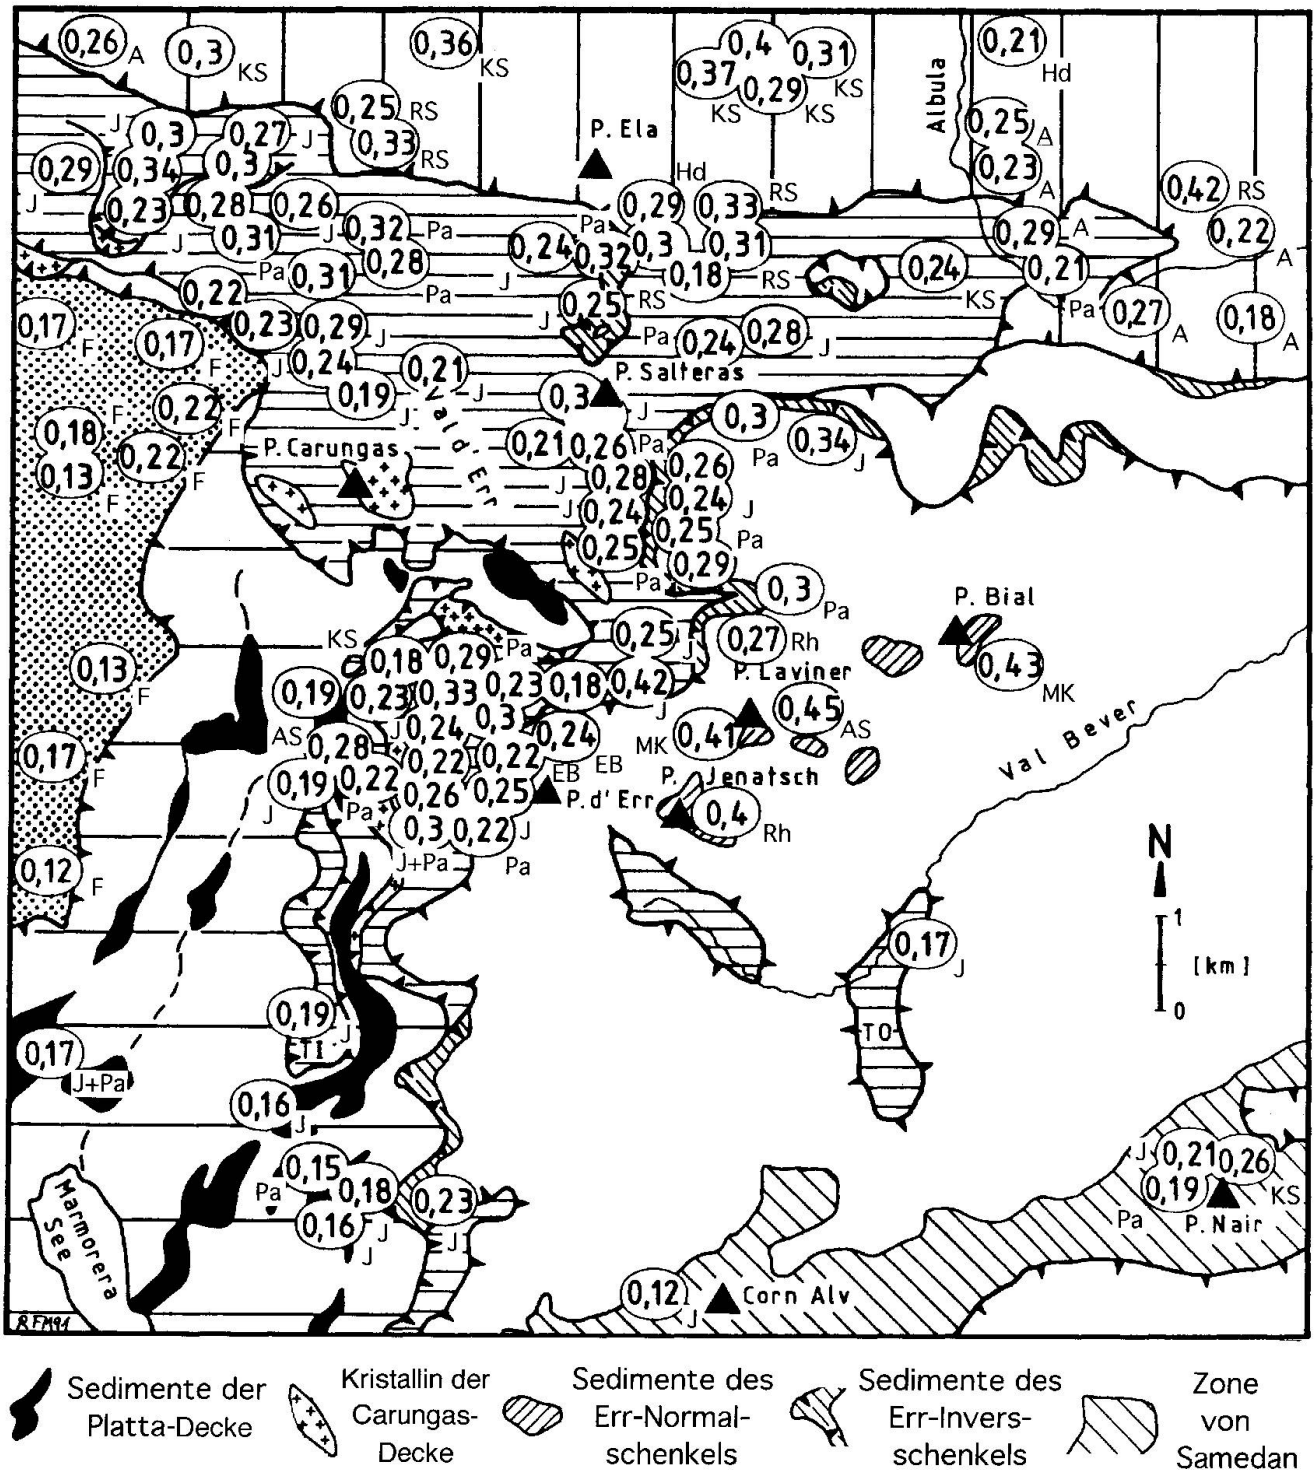 0,26 A
0,3 KS
0,36 KS
0,4
0,31 KS
0,37 KS
0,29 KS
Albula
0,21 Hd
0,25 RS
0,33 RS
P. Ela
0,25 A
0,23 A
J
0,3
0,27 J
0,29 J
0,34
0,3
0,23 J
0,28
0,26 J
0,31 Pa
0,32 Pa
0,31
0,28 Pa
Hd
0,29
0,33 RS
0,42 RS
0,22 A
Pa
0,24 J
0,32
0,3
0,31 RS
0,18
0,24 KS
0,29 A
0,21 Pa
0,27 A
0,18 A
0,22
0,25 RS
J
0,17 F
0,17 F
0,23 J
0,29 J
0,24
0,19 J
0,21 J
Pa
0,24
0,28 J
P. Salteras
Val d' Err
0,22 F
0,3 J
0,3 Pa
0,34 J
F
0,18
0,13 F
0,22 F
P. Carungas
0,21 J
0,26 Pa
0,28
0,24 J
0,25 Pa
0,26
0,24 J
0,25 Pa
0,29
0,3 Pa
P. Bial
0,43 MK
0,25 J
0,27 Rh
P. Laviner
0,45 AS
MK 0,41
0,13 F
KS
0,18
0,29 Pa
0,19 AS
0,23 J
0,33
0,23
0,18
0,42 J
0,24
0,3
0,24 EB
0,28
0,22
0,22 EB
0,17 F
0,19 J
0,22 Pa
0,26
0,25 J
P. d' Err
P. Jenatsch
0,4 Rh
0,3 J+Pa
0,22 Pa
Val Bever
0,12 F
N
1
[km]
0
0,17 J
TO
0,19 J
TI
0,17
J+Pa
0,16 J
0,15 Pa
0,18 J
0,16 J
0,23 J
Marmorera
See
J
0,21
0,26 KS
0,19 Pa
P. Nair
0,12 J
Corn Alv
RFM91
Sedimente der
Platta-Decke
Kristallin der
Carungas-
Decke
Sedimente des
Err-Normal-
schenkels
Sedimente des
Err-Invers-
schenkels
Zone
von
Samedan